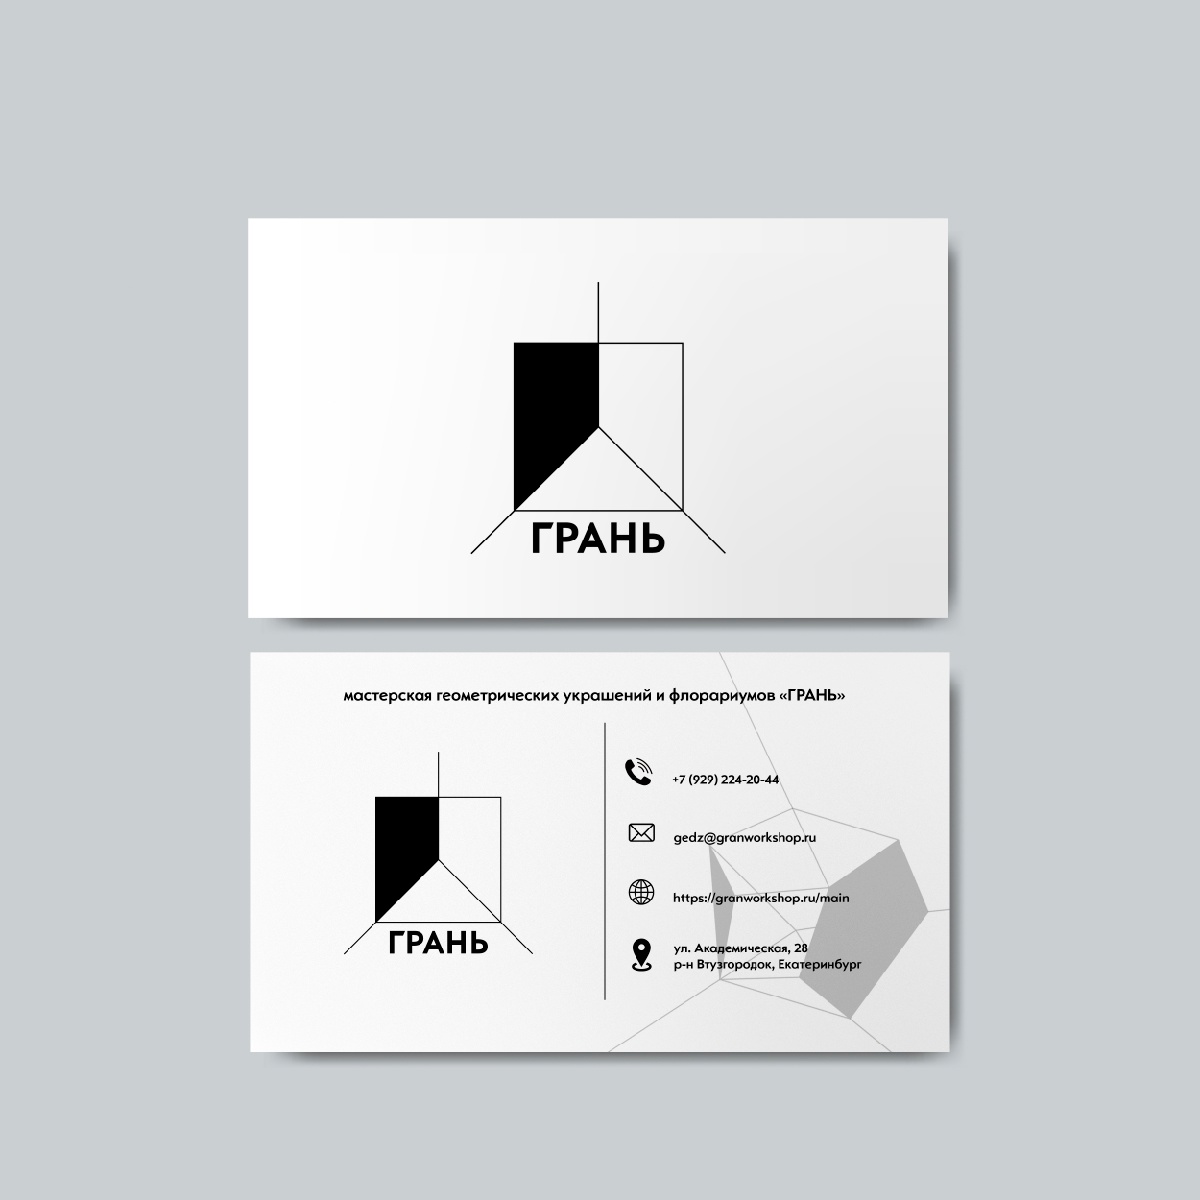 ГРАНЬ
мастерская геометрических украшений и флорариумов «ГРАНЬ»
ГРАНЬ
+7 (929) 224-20-44
gedz@granworkshop.ru
https://granworkshop.ru/main
ул. Академическая, 28
р-н Втузгородок, Екатеринбург